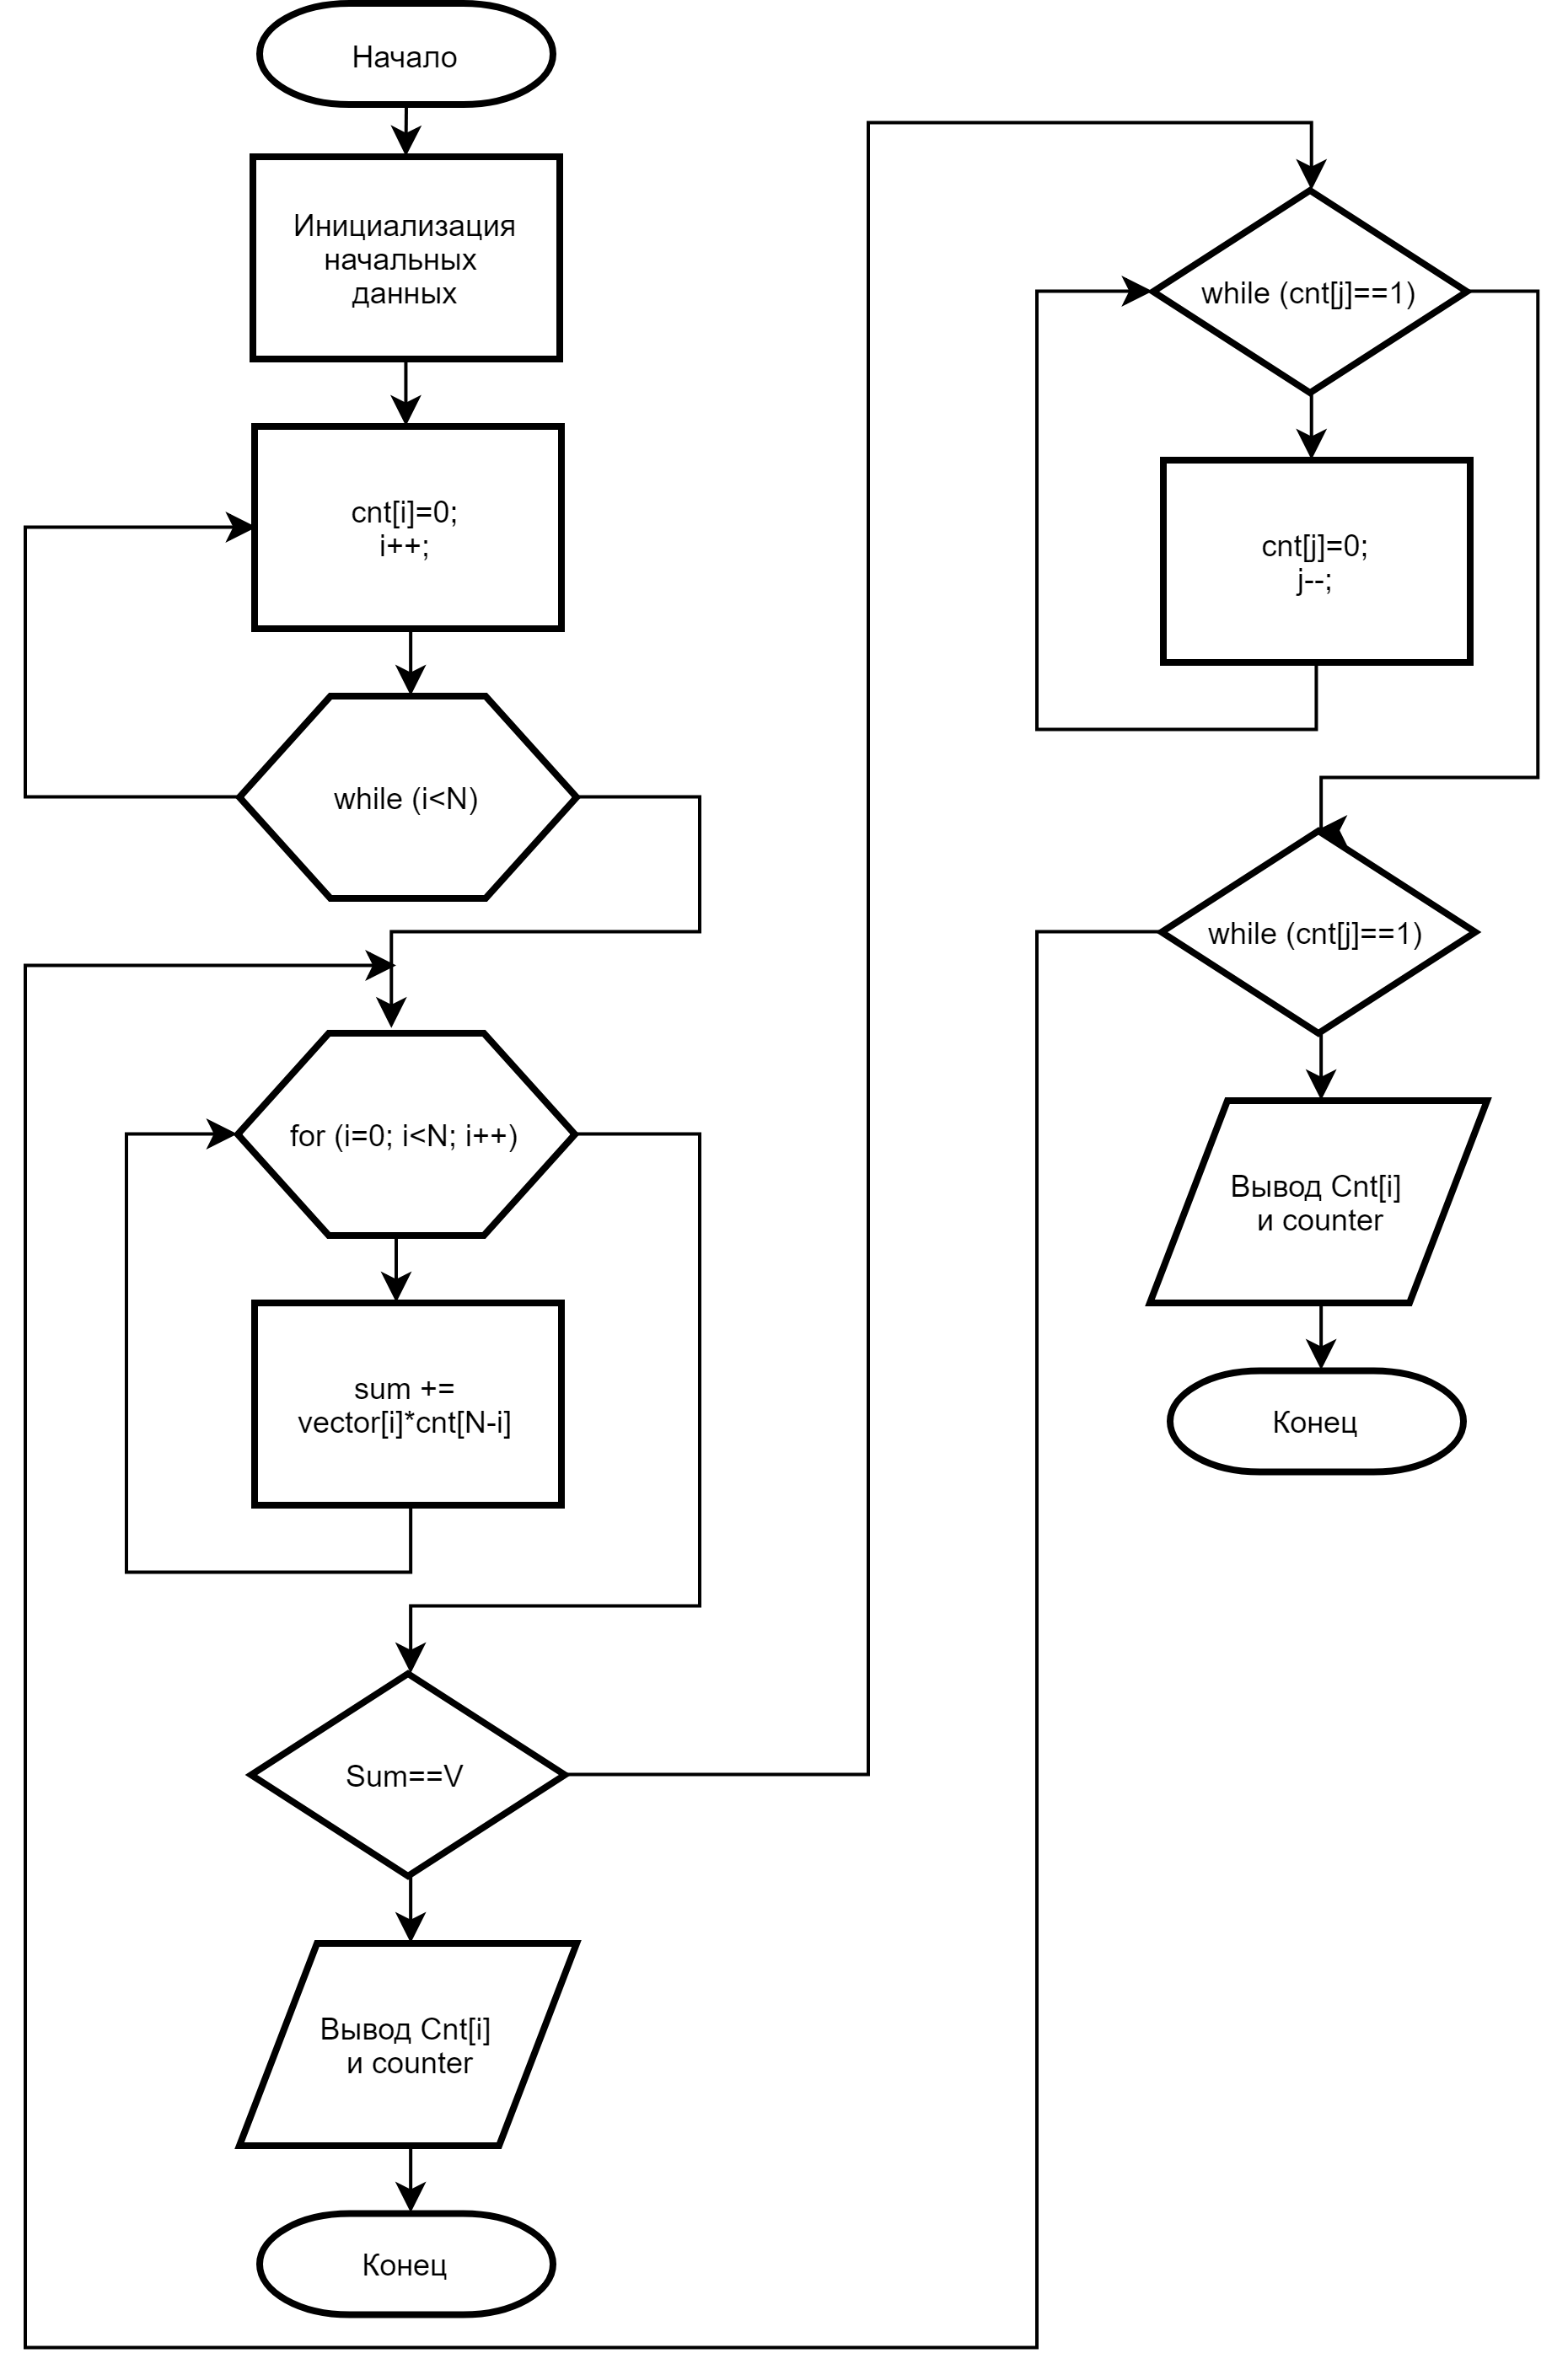 Начало
Инициализация
начальных
данных
cnt[i]=0;
i++;
while (i<N)
for (i=0; i<N; i++)
sum +=
vector[i]*cnt[N-i]
Sum==V
Вывод Cnt[i]
и counter
Конец
while (cnt[j]==1)
cnt[j]=0;
j--;
while (cnt[j]==1)
Вывод Cnt[i]
и counter
Конец